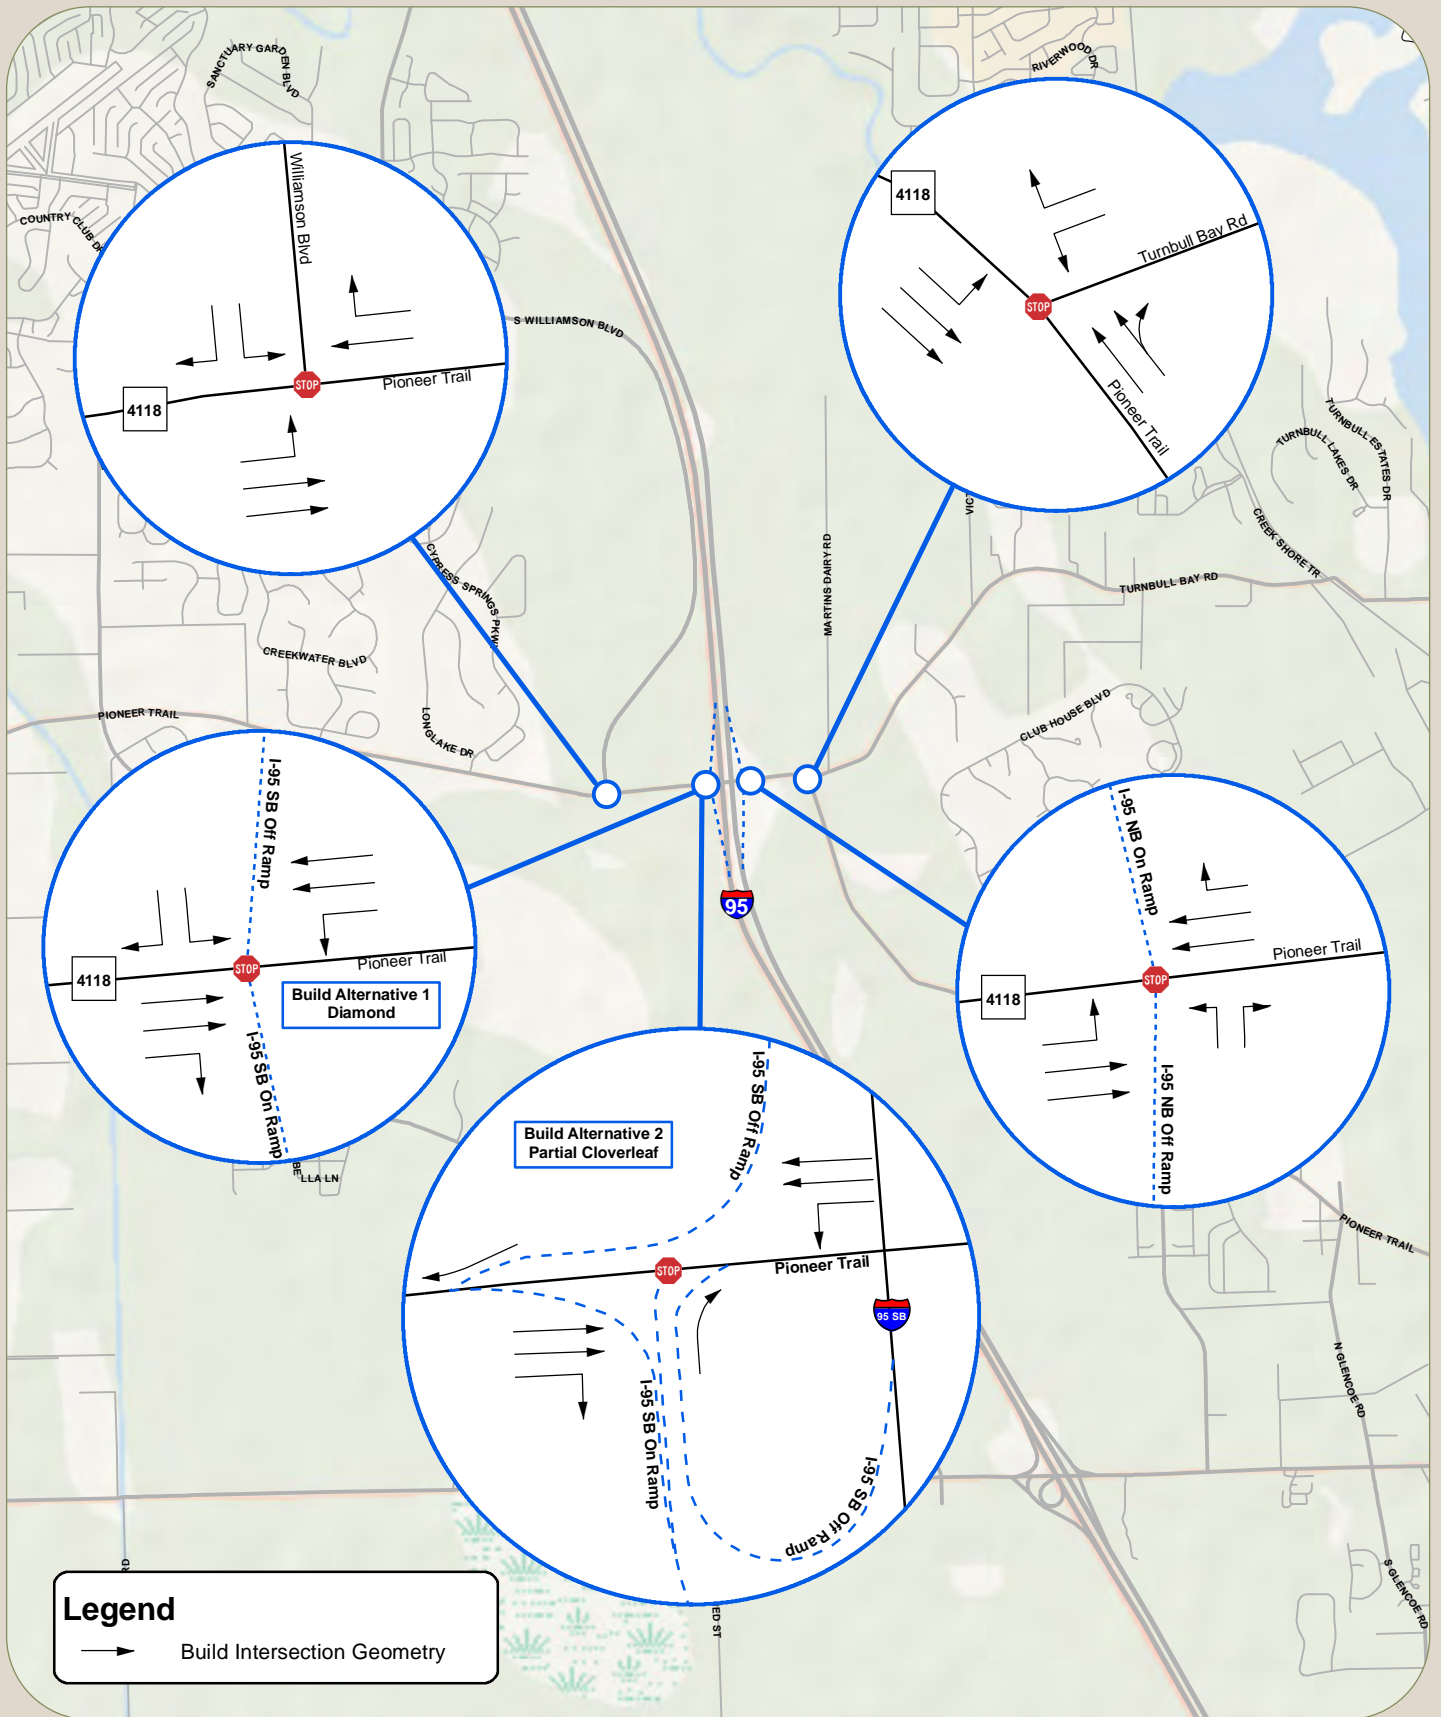 SANCTUARY GARDEN BLVD
RIVERWOOD DR
COUNTRY CLUB DR
Williamson Blvd
4118
STOP
Pioneer Trail
4118
Turnbull Bay Rd
STOP
Pioneer Trail
S WILLIAMSON BLVD
TURNBULL ESTATES DR
TURNBULL LAKES DR
CREEK SHORE TR
TURNBULL BAY RD
MARTINS DAIRY RD
CYPRESS SPRINGS PKWY
CREEKWATER BLVD
LONGLAKE DR
PIONEER TRAIL
CLUB HOUSE BLVD
95
I-95 SB Off Ramp
4118
STOP
Pioneer Trail
Build Alternative 1
Diamond
I-95 SB On Ramp
I-95 NB On Ramp
4118
STOP
Pioneer Trail
I-95 NB Off Ramp
BELLA LN
Build Alternative 2
Partial Cloverleaf
I-95 SB Off Ramp
STOP
Pioneer Trail
95 SB
I-95 SB On Ramp
I-95 SB Off Ramp
PIONEER TRAIL
N GLENCOE RD
S GLENCOE RD
RD
ED ST
Legend
Build Intersection Geometry